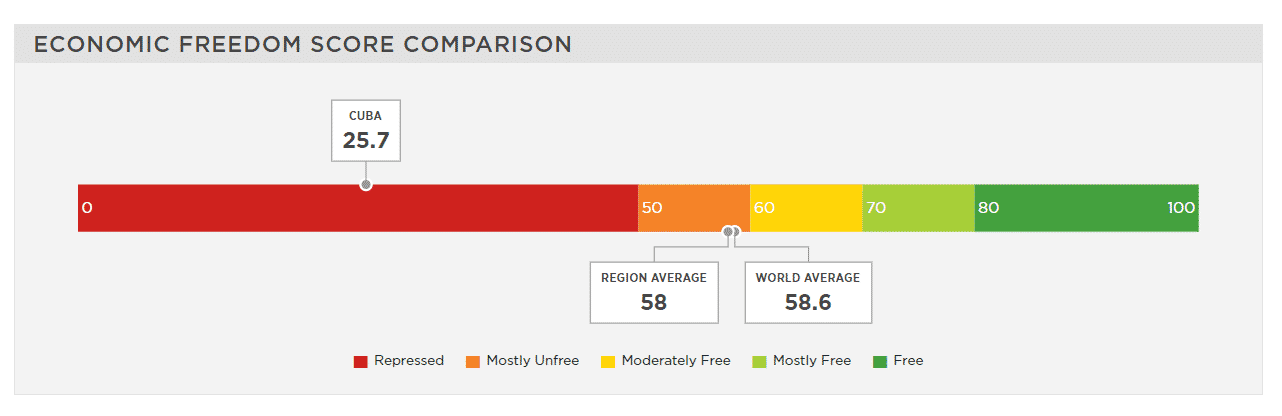 ECONOMIC FREEDOM SCORE COMPARISON
CUBA
25.7
0 50 60 70 80 100
REGION AVERAGE
58
WORLD AVERAGE
58.6
Repressed Mostly Unfree Moderately Free Mostly Free Free